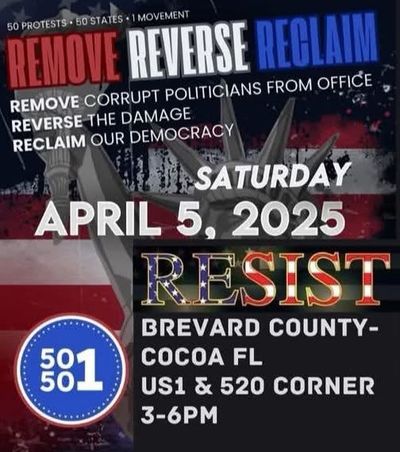 50 PROTESTS • 50 STATES • 1 MOVEMENT
REMOVE REVERSE RECLAIM
REMOVE CORRUPT POLITICIANS FROM OFFICE
REVERSE THE DAMAGE
RECLAIM OUR DEMOCRACY
SATURDAY
APRIL 5, 2025
RESIST
BREVARD COUNTY-
COCOA FL
US1 & 520 CORNER
3-6PM
50
50
1